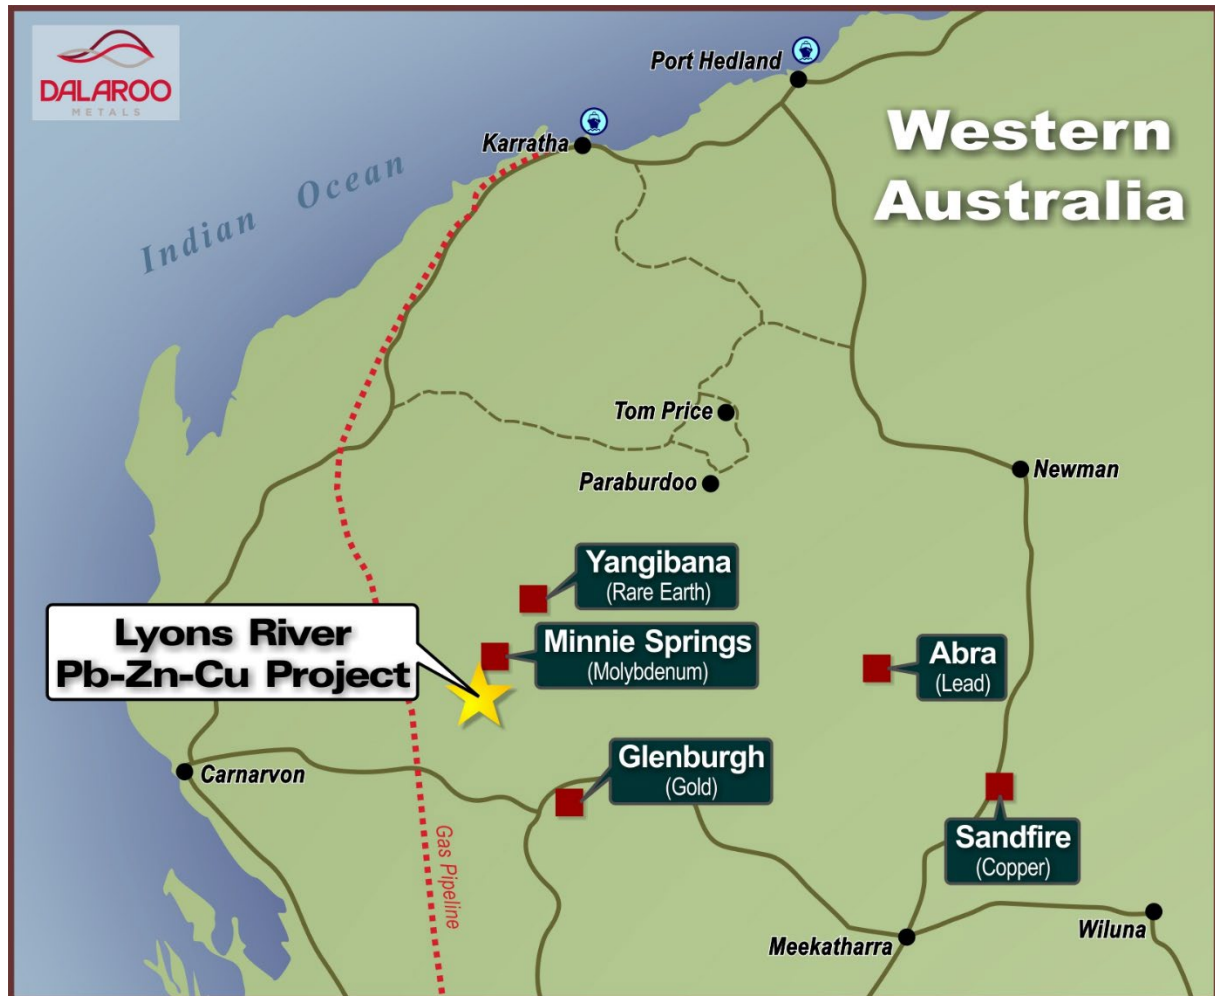 DALAROO
METALS
Port Hedland
Western
Australia
Karratha
Indian Ocean
Tom Price
Paraburdoo
Newman
Yangibana
(Rare Earth)
Lyons River
Pb-Zn-Cu Project
Minnie Springs
(Molybdenum)
Abra
(Lead)
Carnarvon
Glenburgh
(Gold)
Gas Pipeline
Sandfire
(Copper)
Meekatharra
Wiluna